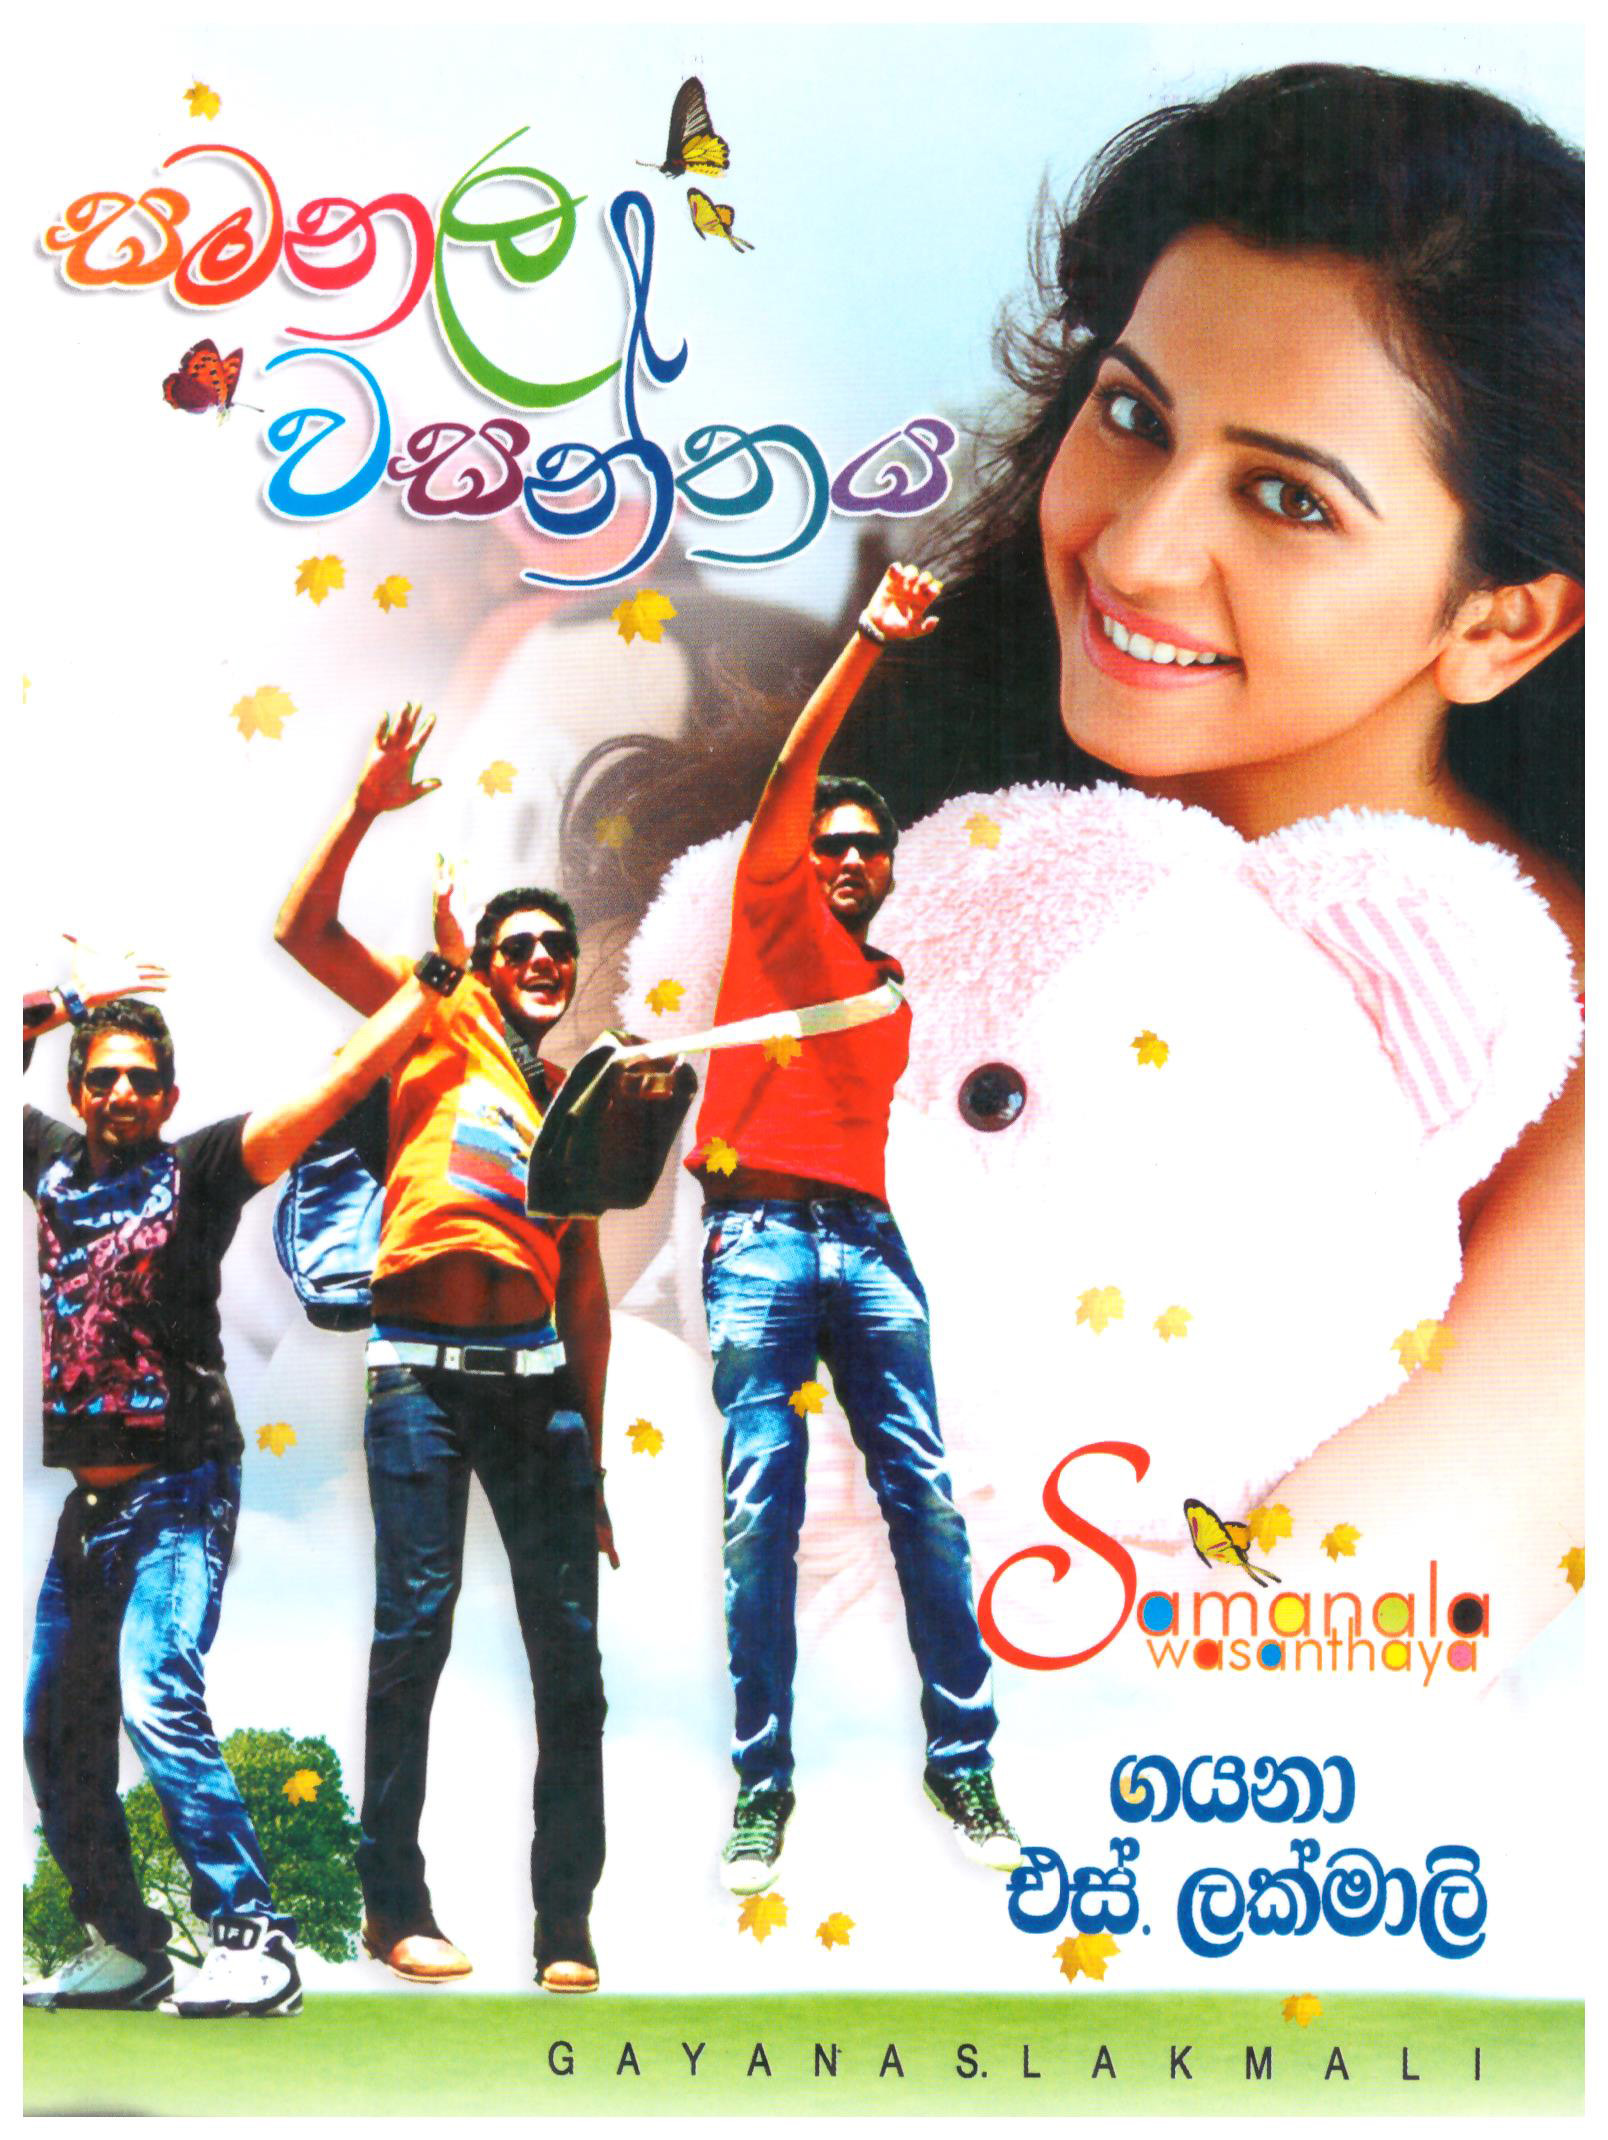 සමනල
වසන්තය
Samanala
wasanthaya
ගයනා
එස්. ලක්මාලි
GAYANA S. LAKMALI